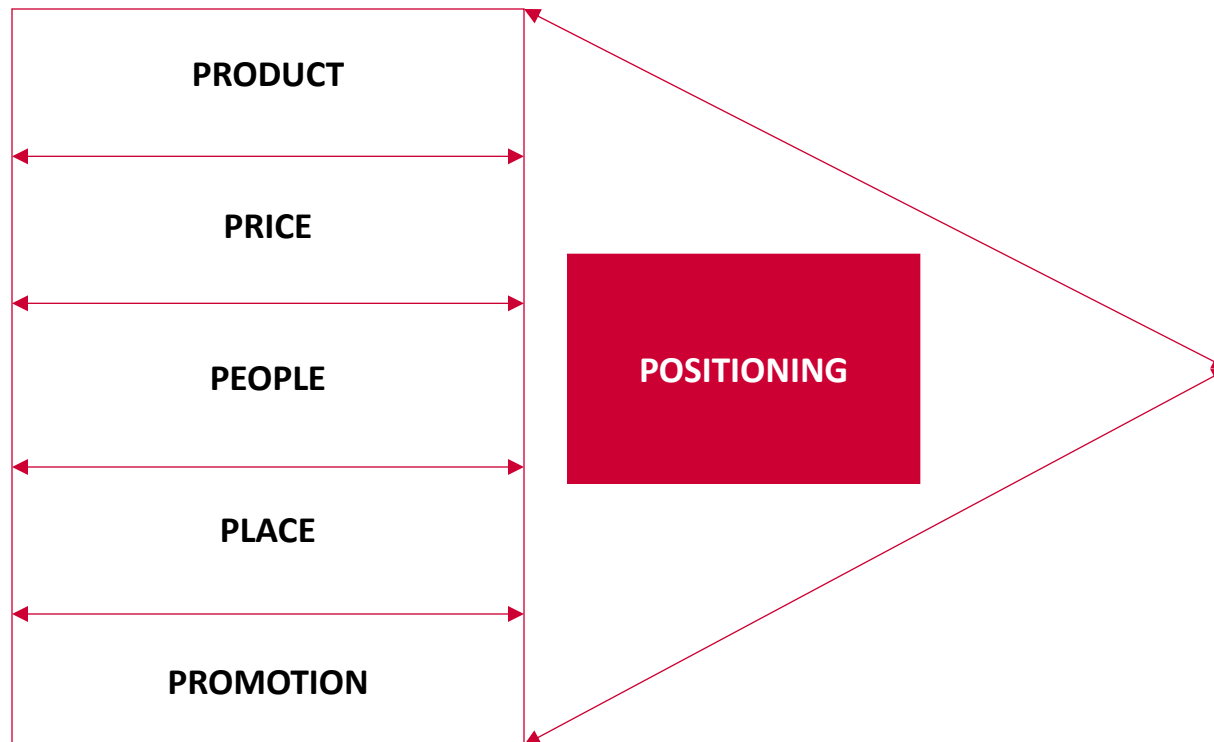 PRODUCT
PRICE
PEOPLE
POSITIONING
PLACE
PROMOTION